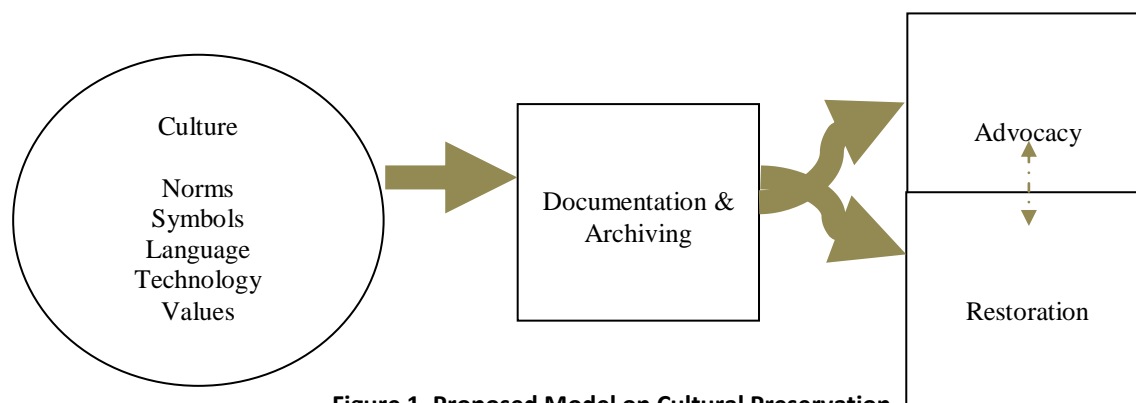 Culture
Norms
Symbols
Language
Technology
Values
Documentation &
Archiving
Advocacy
Restoration
Figure 1. Proposed Model on Cultural Preservation